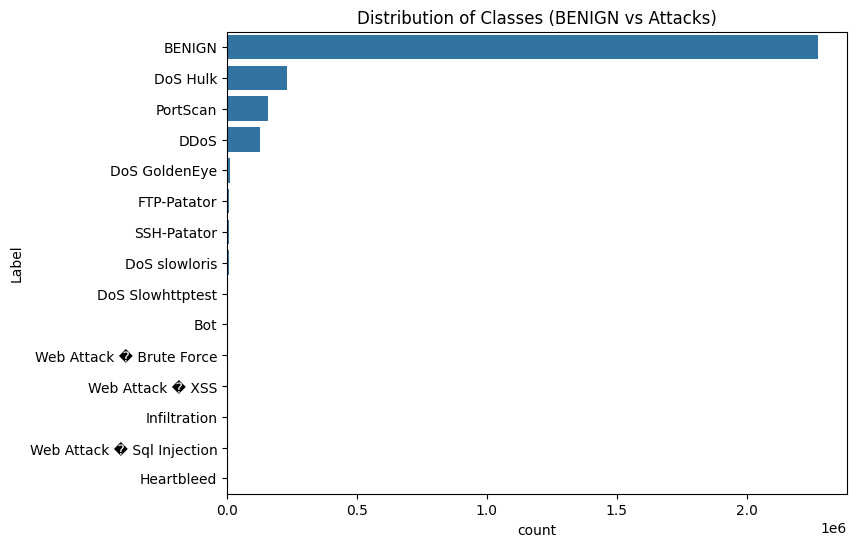 Distribution of Classes (BENIGN vs Attacks)
BENIGN
DoS Hulk
PortScan
DDoS
DoS GoldenEye
FTP-Patator
SSH-Patator
DoS slowloris
DoS Slowhttptest
Bot
Web Attack � Brute Force
Web Attack � XSS
Infiltration
Web Attack � Sql Injection
Heartbleed
Label
0.0 0.5 1.0 1.5 2.0
1e6
count